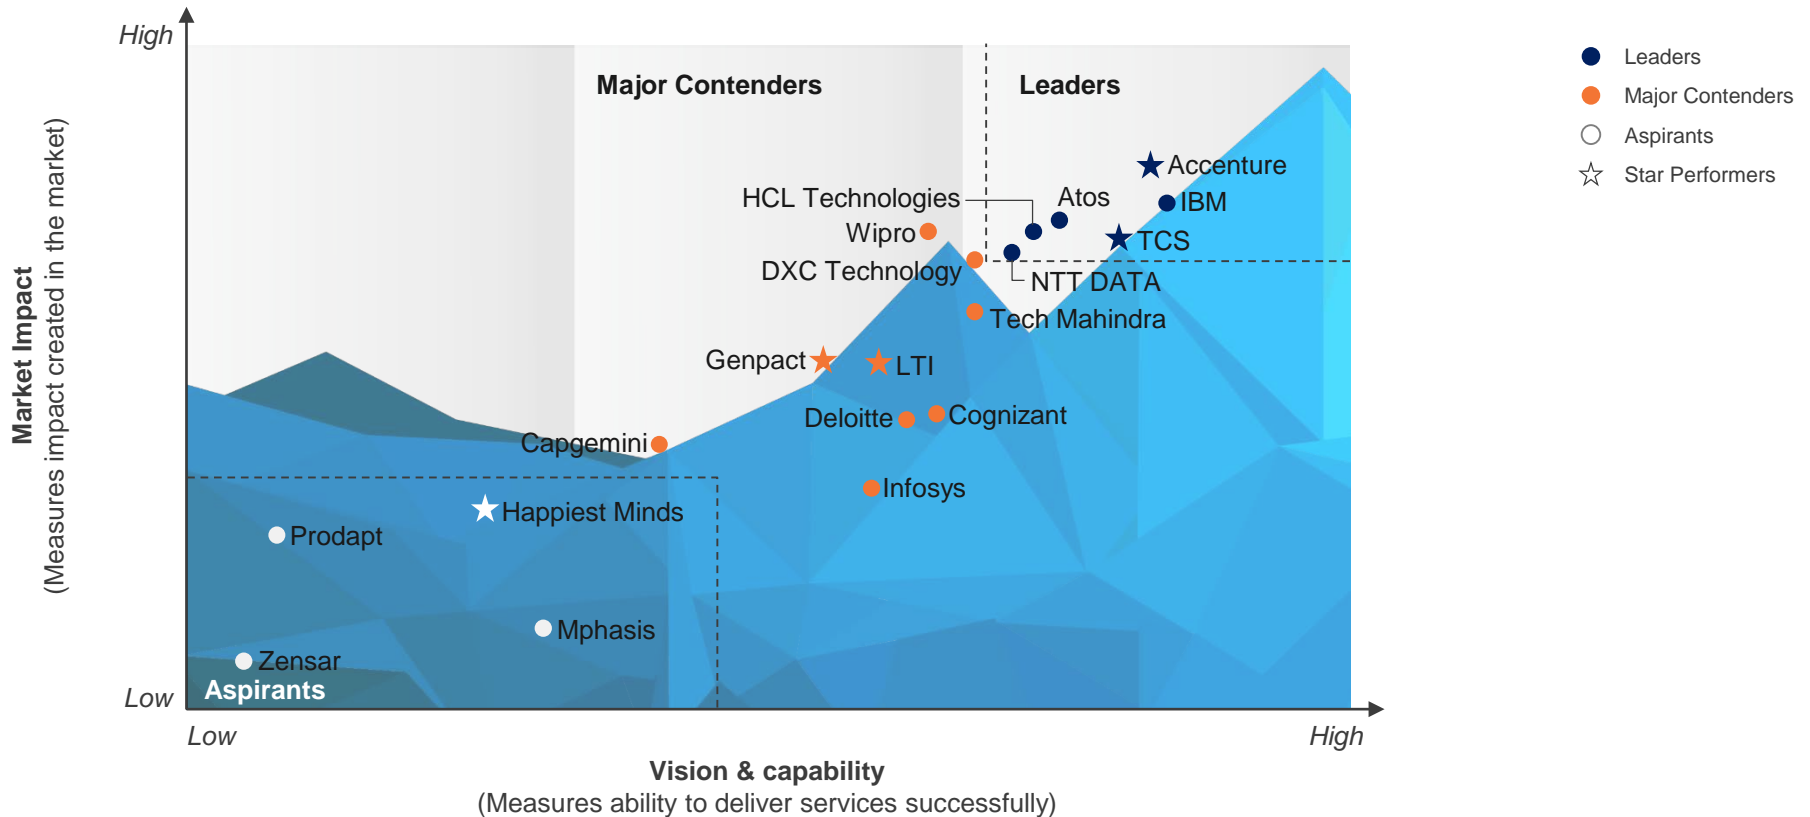 High
Major Contenders
Leaders
Leaders
Major Contenders
Aspirants
Star Performers
Accenture
HCL Technologies
Atos
IBM
Wipro
TCS
DXC Technology
NTT DATA
Tech Mahindra
Genpact
LTI
Deloitte
Cognizant
Capgemini
Infosys
Happiest Minds
Prodapt
Mphasis
Zensar
Aspirants
Market Impact
(Measures impact created in the market)
Low
Low
High
Vision & capability
(Measures ability to deliver services successfully)